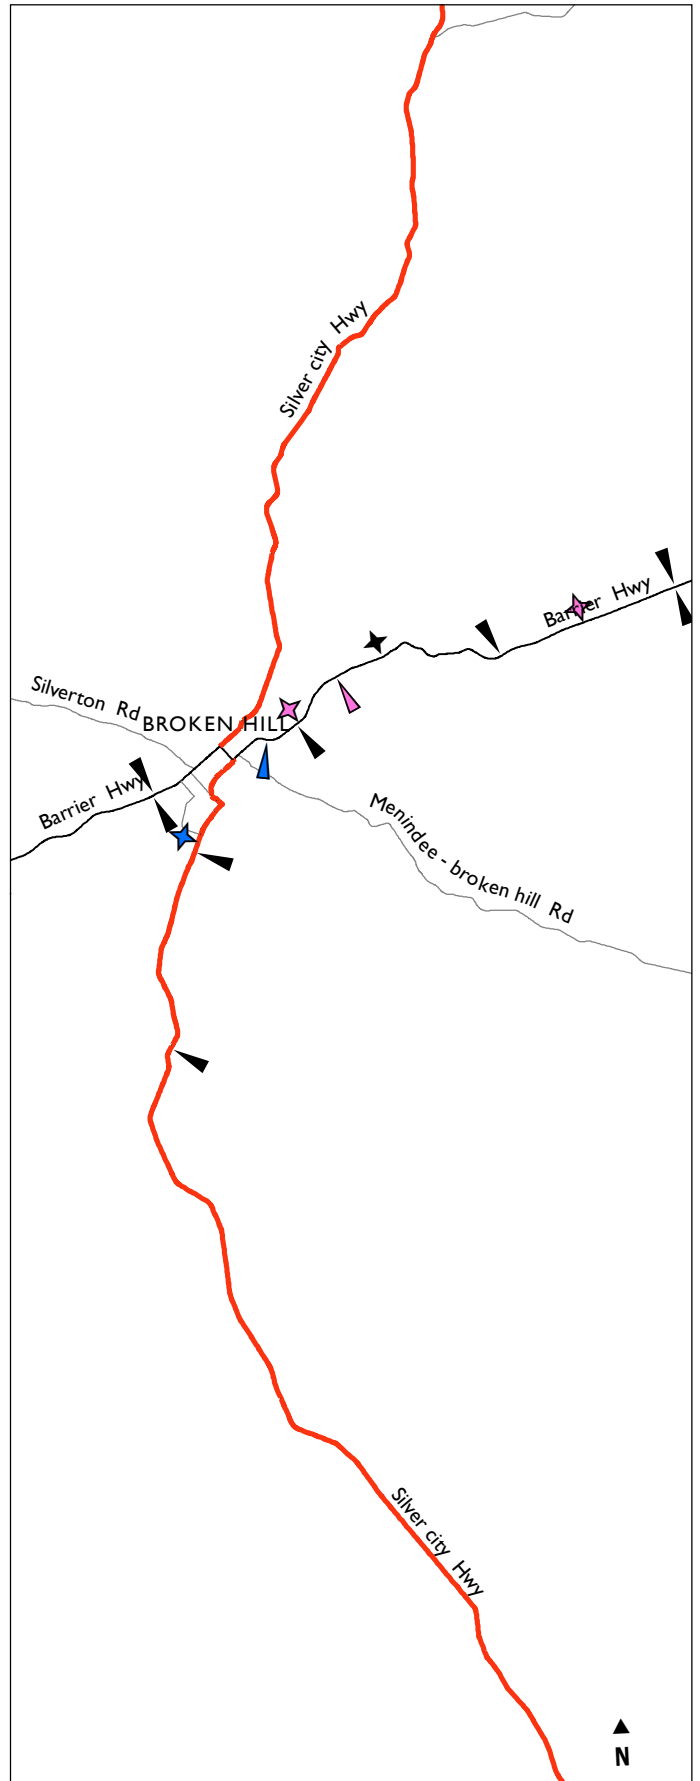 Silver city Hwy
Barrier Hwy
Silverton Rd
BROKEN HILL
Barrier Hwy
Menindee - broken hill Rd
Silver city Hwy
N